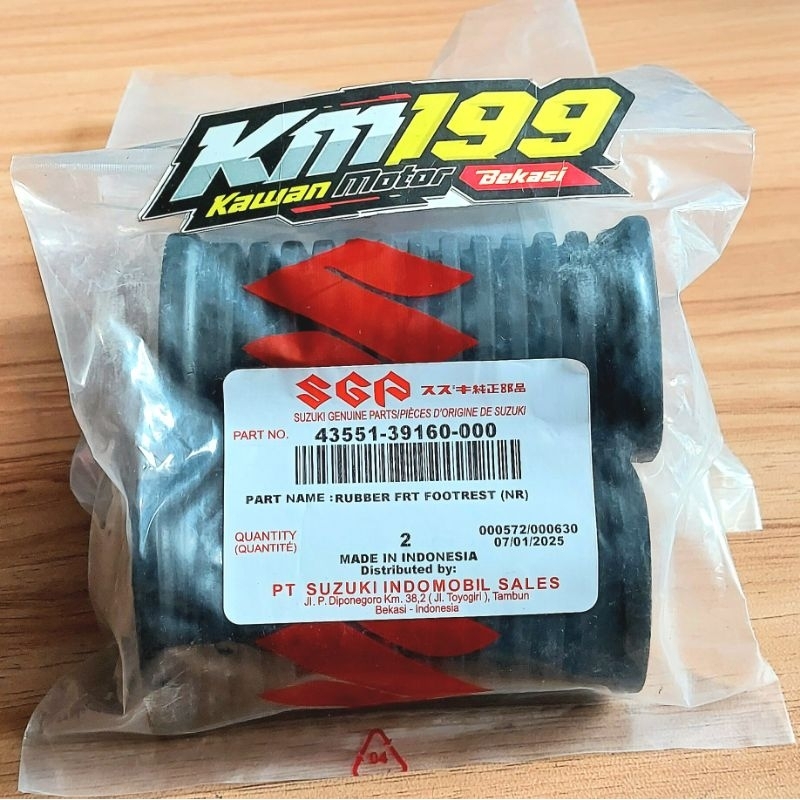 KM199
Kawan Motor Bekasi
SGP スズキ純正部品
SUZUKI GENUINE PARTS/PIÈCES D'ORIGINE DE SUZUKI
PART NO. 43551-39160-000
PART NAME :RUBBER FRT FOOTREST (NR)
QUANTITY 2 000572/000630
(QUANTITÉ) 07/01/2025
MADE IN INDONESIA
Distributed by:
PT SUZUKI INDOMOBIL SALES
Jl. P. Diponegoro Km. 38,2 ( Jl. Toyogiri ), Tambun
Bekasi - Indonesia
04